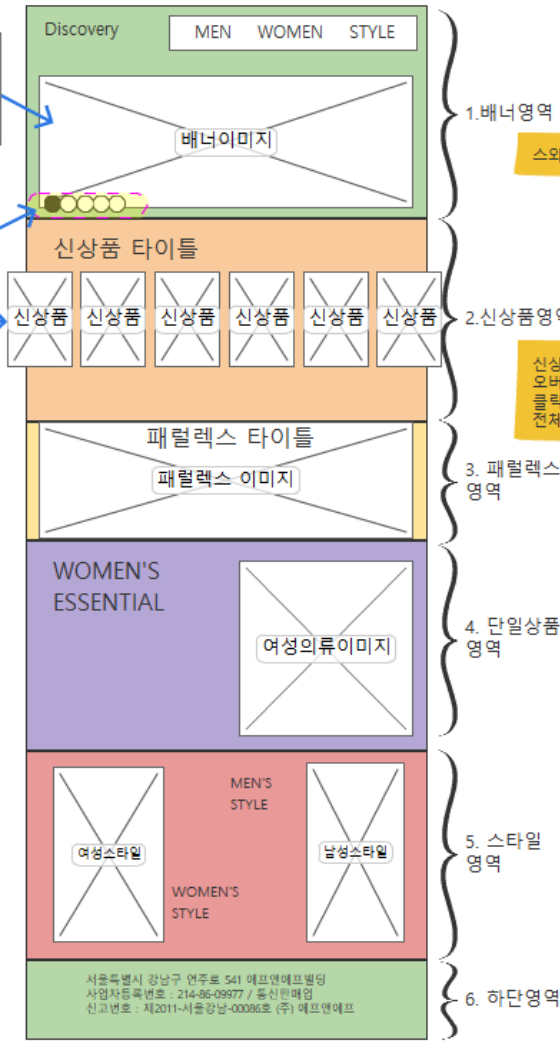 Discovery
MEN WOMEN STYLE
배너이미지
1.배너영역
신상품 타이틀
신상품 신상품 신상품 신상품 신상품 신상품
2.신상품영역
신상
클릭
전체
패럴렉스 타이틀
패럴렉스 이미지
3. 패럴렉스
영역
WOMEN'S
ESSENTIAL
여성의류이미지
4. 단일상품
영역
MEN'S
STYLE
여성스타일
남성스타일
WOMEN'S
STYLE
5. 스타일
영역
서울특별시 강남구 언주로 541 에프앤에프빌딩
사업자등록번호 : 214-86-09977 / 통신판매업
신고번호 : 제2011-서울강남-00086호 (주) 에프앤에프
6. 하단영역